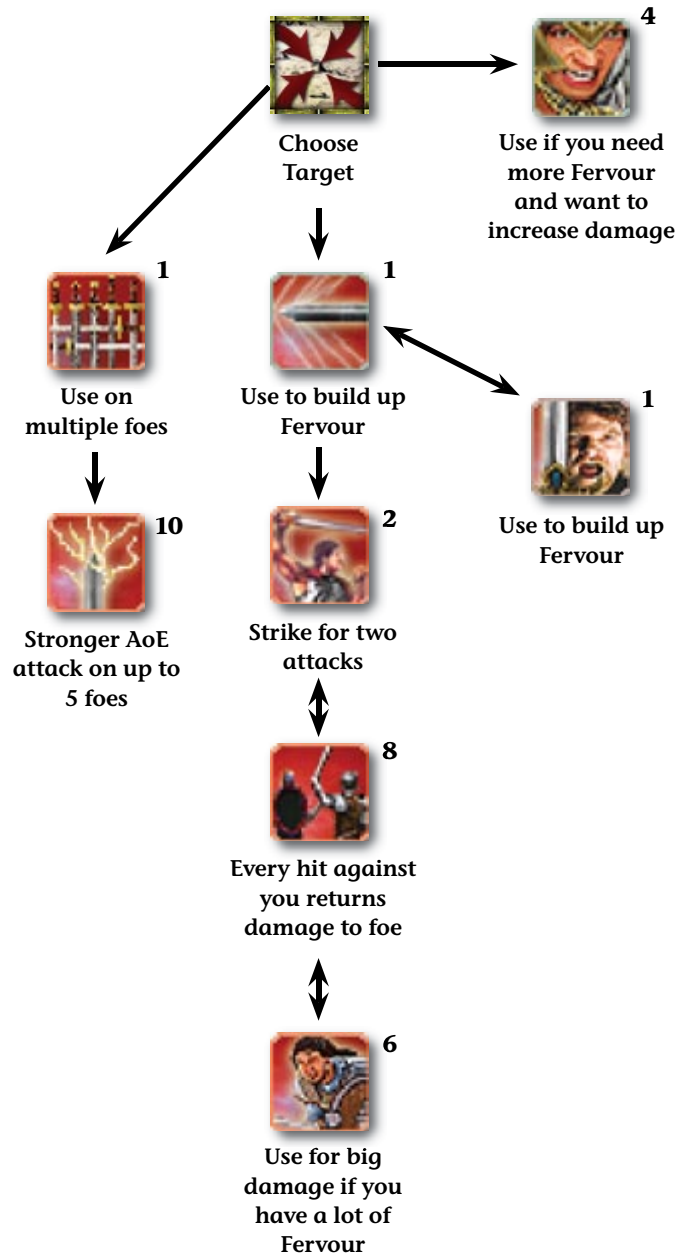 Choose
Target
4
Use if you need
more Fervour
and want to
increase damage
1
Use on
multiple foes
1
Use to build up
Fervour
1
Use to build up
Fervour
10
Stronger AoE
attack on up to
5 foes
2
Strike for two
attacks
8
Every hit against
you returns
damage to foe
6
Use for big
damage if you
have a lot of
Fervour